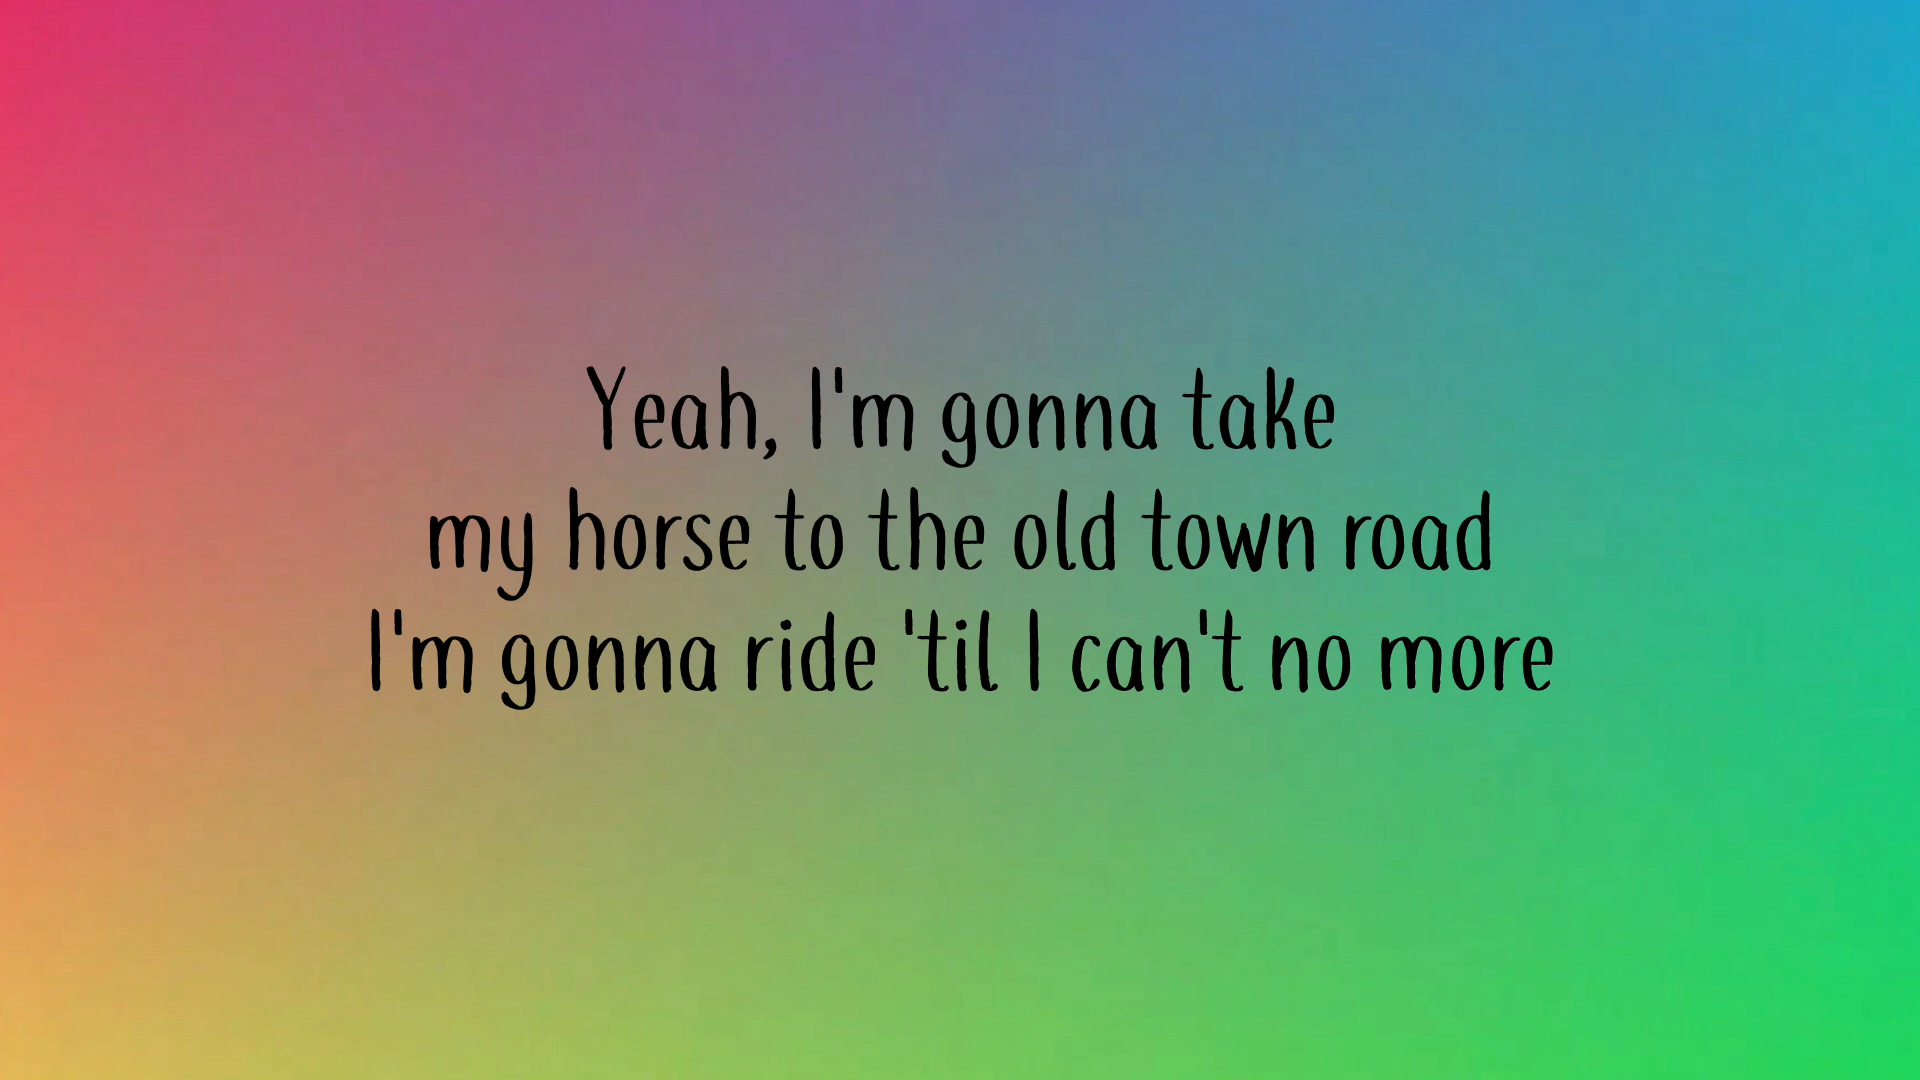 Yeah, I'm gonna take
my horse to the old town road
I'm gonna ride 'til I can't no more